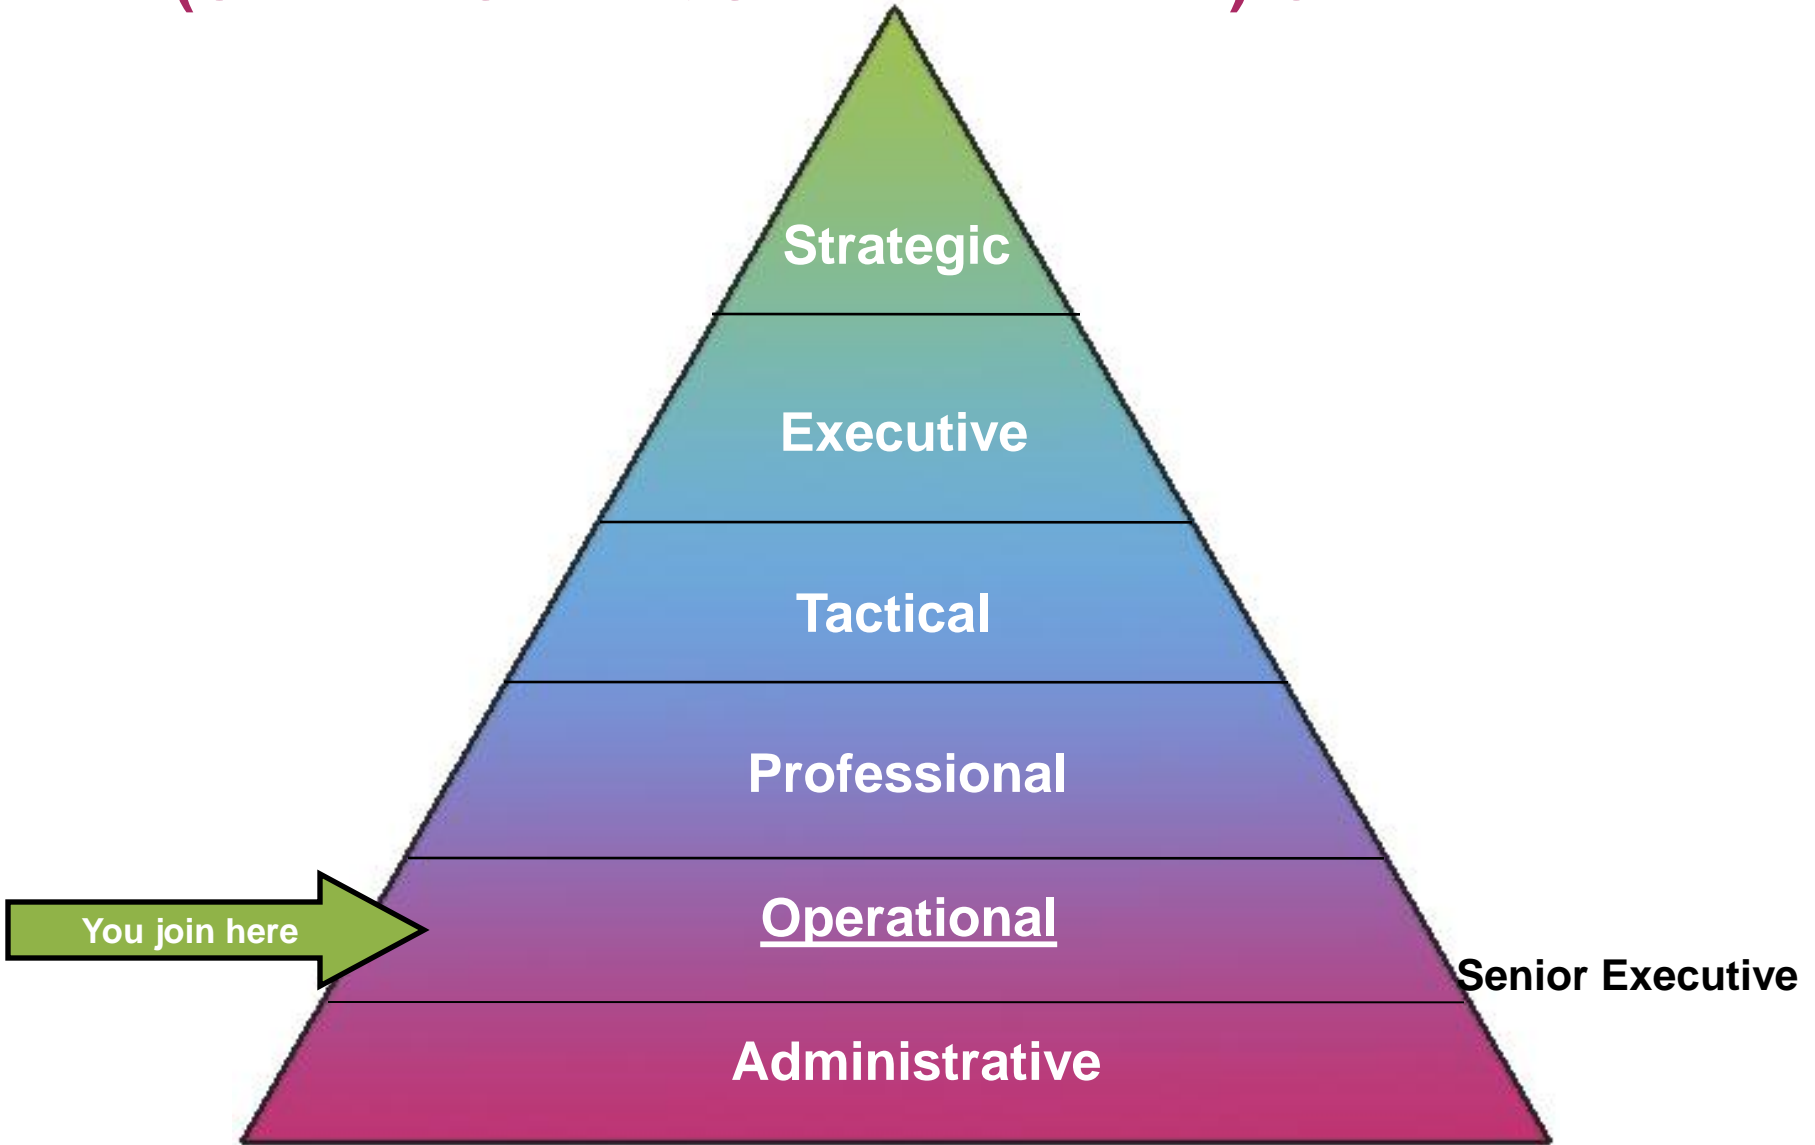 Strategic
Executive
Tactical
Professional
Operational
You join here
Senior Executive
Administrative